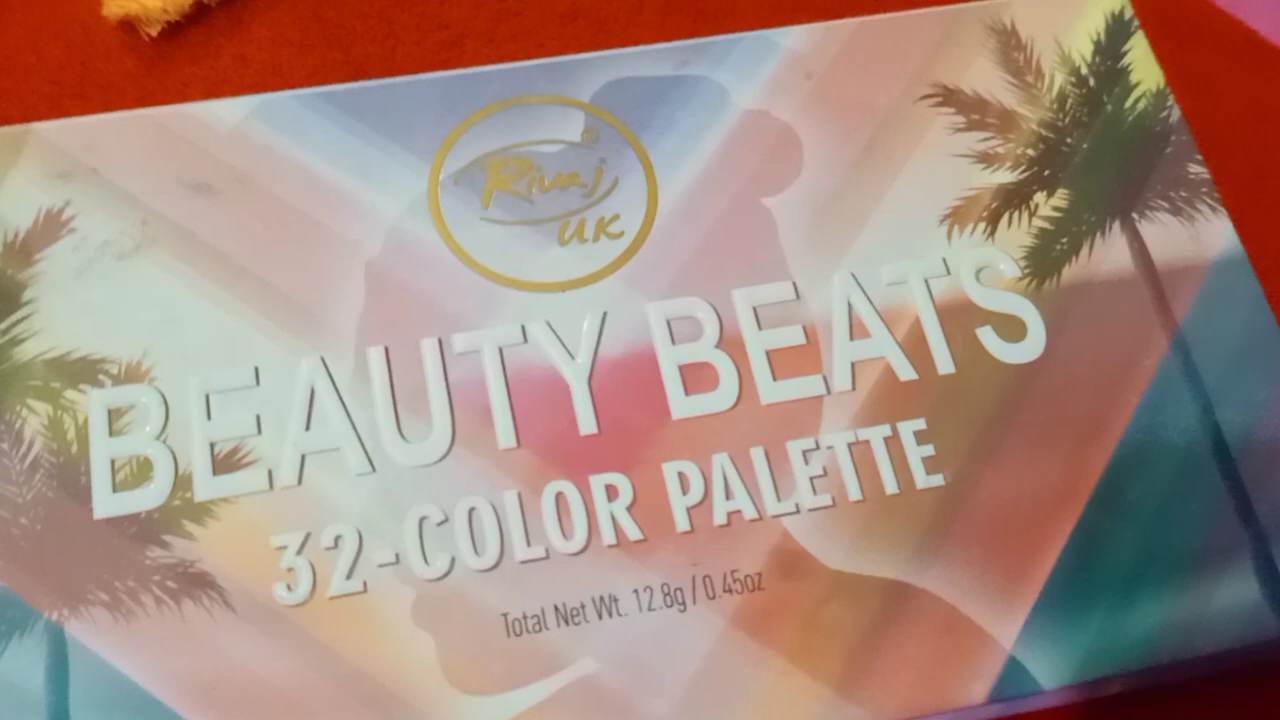 Rivaj®
UK
BEAUTY BEATS
32-COLOR PALETTE
Total Net Wt. 12.8g / 0.45oz